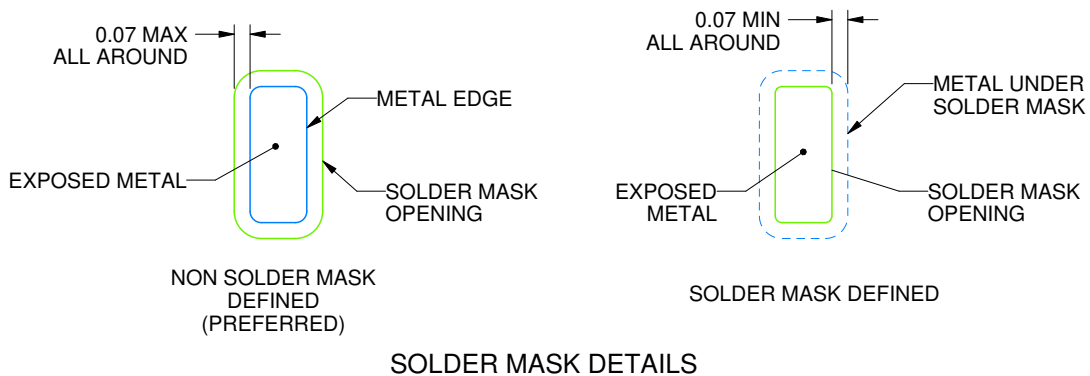 0.07 MAX
ALL AROUND
METAL EDGE
EXPOSED METAL
SOLDER MASK
OPENING
NON SOLDER MASK
DEFINED
(PREFERRED)
0.07 MIN
ALL AROUND
METAL UNDER
SOLDER MASK
EXPOSED
METAL
SOLDER MASK
OPENING
SOLDER MASK DEFINED
SOLDER MASK DETAILS